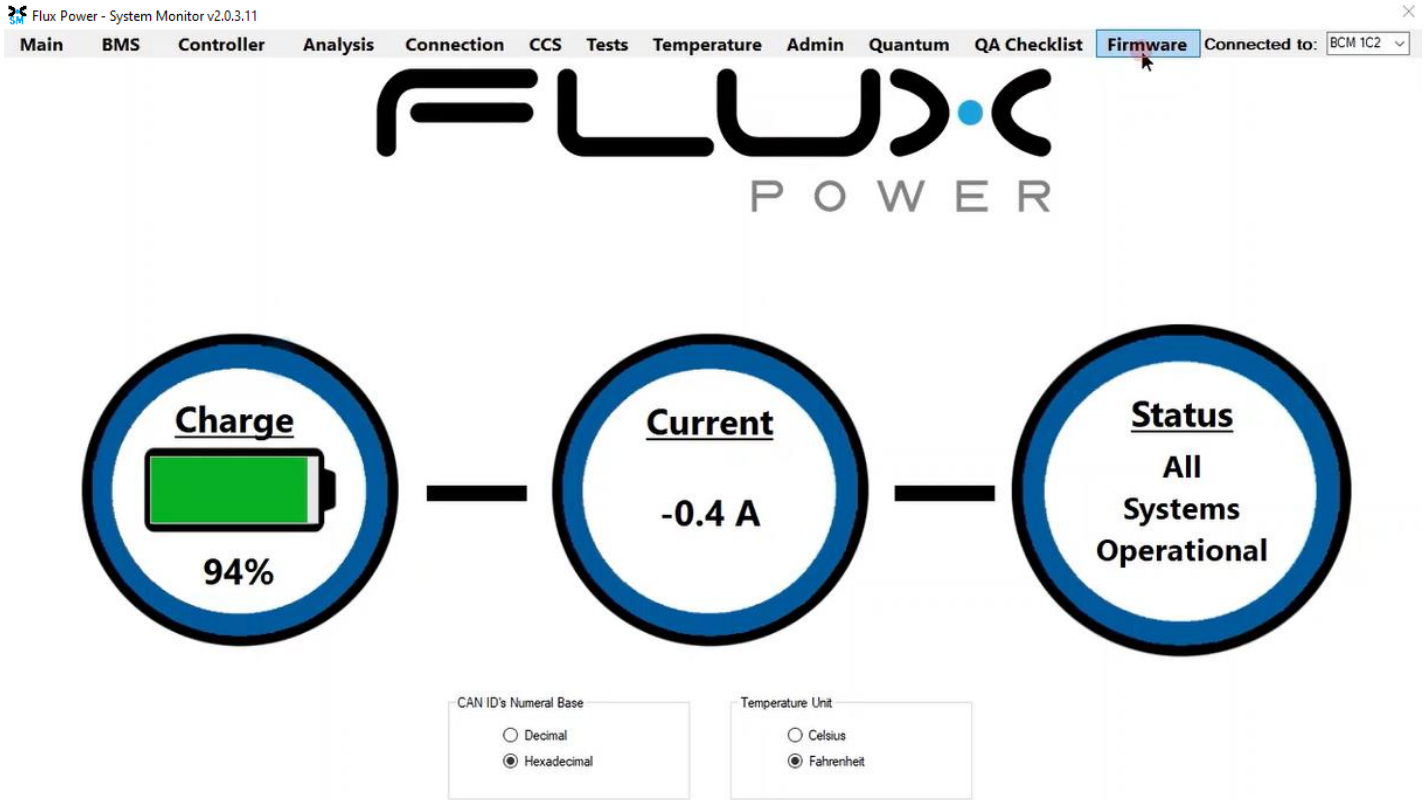 SM Flux Power - System Monitor v2.0.3.11
Main BMS Controller Analysis Connection CCS Tests Temperature Admin Quantum QA Checklist Firmware Connected to: BCM 1C2
FLUX
POWER
Charge
94%
Current
-0.4 A
Status
All
Systems
Operational
CAN ID's Numeral Base
Decimal
Hexadecimal
Temperature Unit
Celsius
Fahrenheit